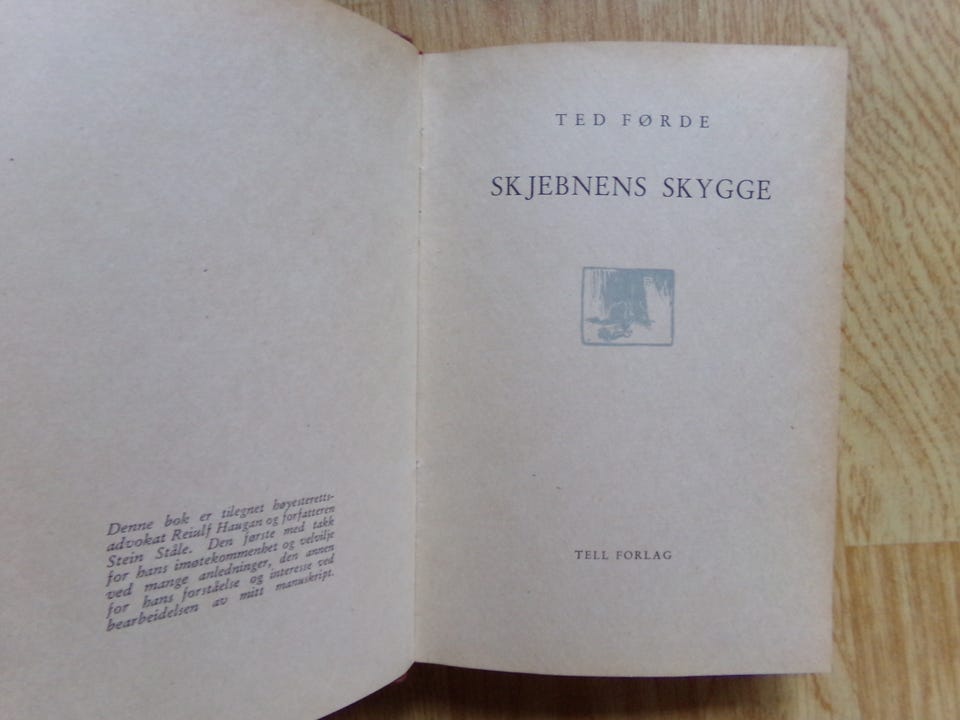 Denne bok er tilegnet høyesteretts-
advokat Reiulf Haugan og forfatteren
Stein Ståle. Den første med takk
for hans imøtekommenhet og velvilje
ved mange anledninger, den annen
for hans forståelse og interesse ved
bearbeidelsen av mitt manuskript.
TED FØRDE
SKJEBNENS SKYGGE
TELL FORLAG